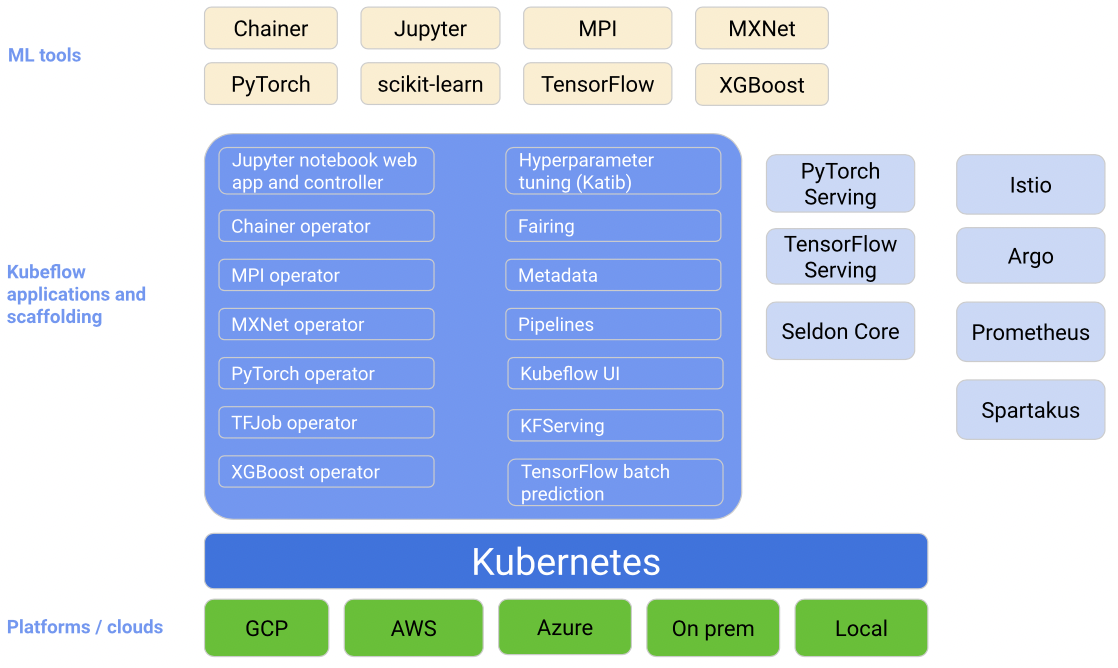 ML tools
Chainer
Jupyter
MPI
MXNet
PyTorch
scikit-learn
TensorFlow
XGBoost
Kubeflow
applications and
scaffolding
Jupyter notebook web
app and controller
Chainer operator
MPI operator
MXNet operator
PyTorch operator
TFJob operator
XGBoost operator
Hyperparameter
tuning (Katib)
Fairing
Metadata
Pipelines
Kubeflow UI
KFServing
TensorFlow batch
prediction
PyTorch
Serving
TensorFlow
Serving
Seldon Core
Istio
Argo
Prometheus
Spartakus
Kubernetes
Platforms / clouds
GCP
AWS
Azure
On prem
Local